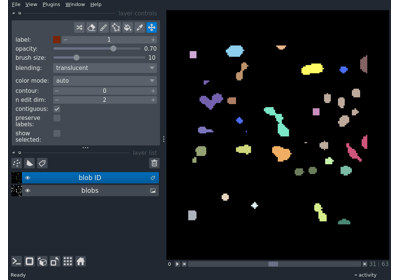 File View Plugins Window Help
layer controls
label: 1
opacity: 0.70
brush size: 10
blending: translucent
color mode: auto
contour: 0
n edit dim: 2
contiguous: ✓
preserve
labels:
show
selected:
layer list
blob ID
blobs
31 63
Ready
activity